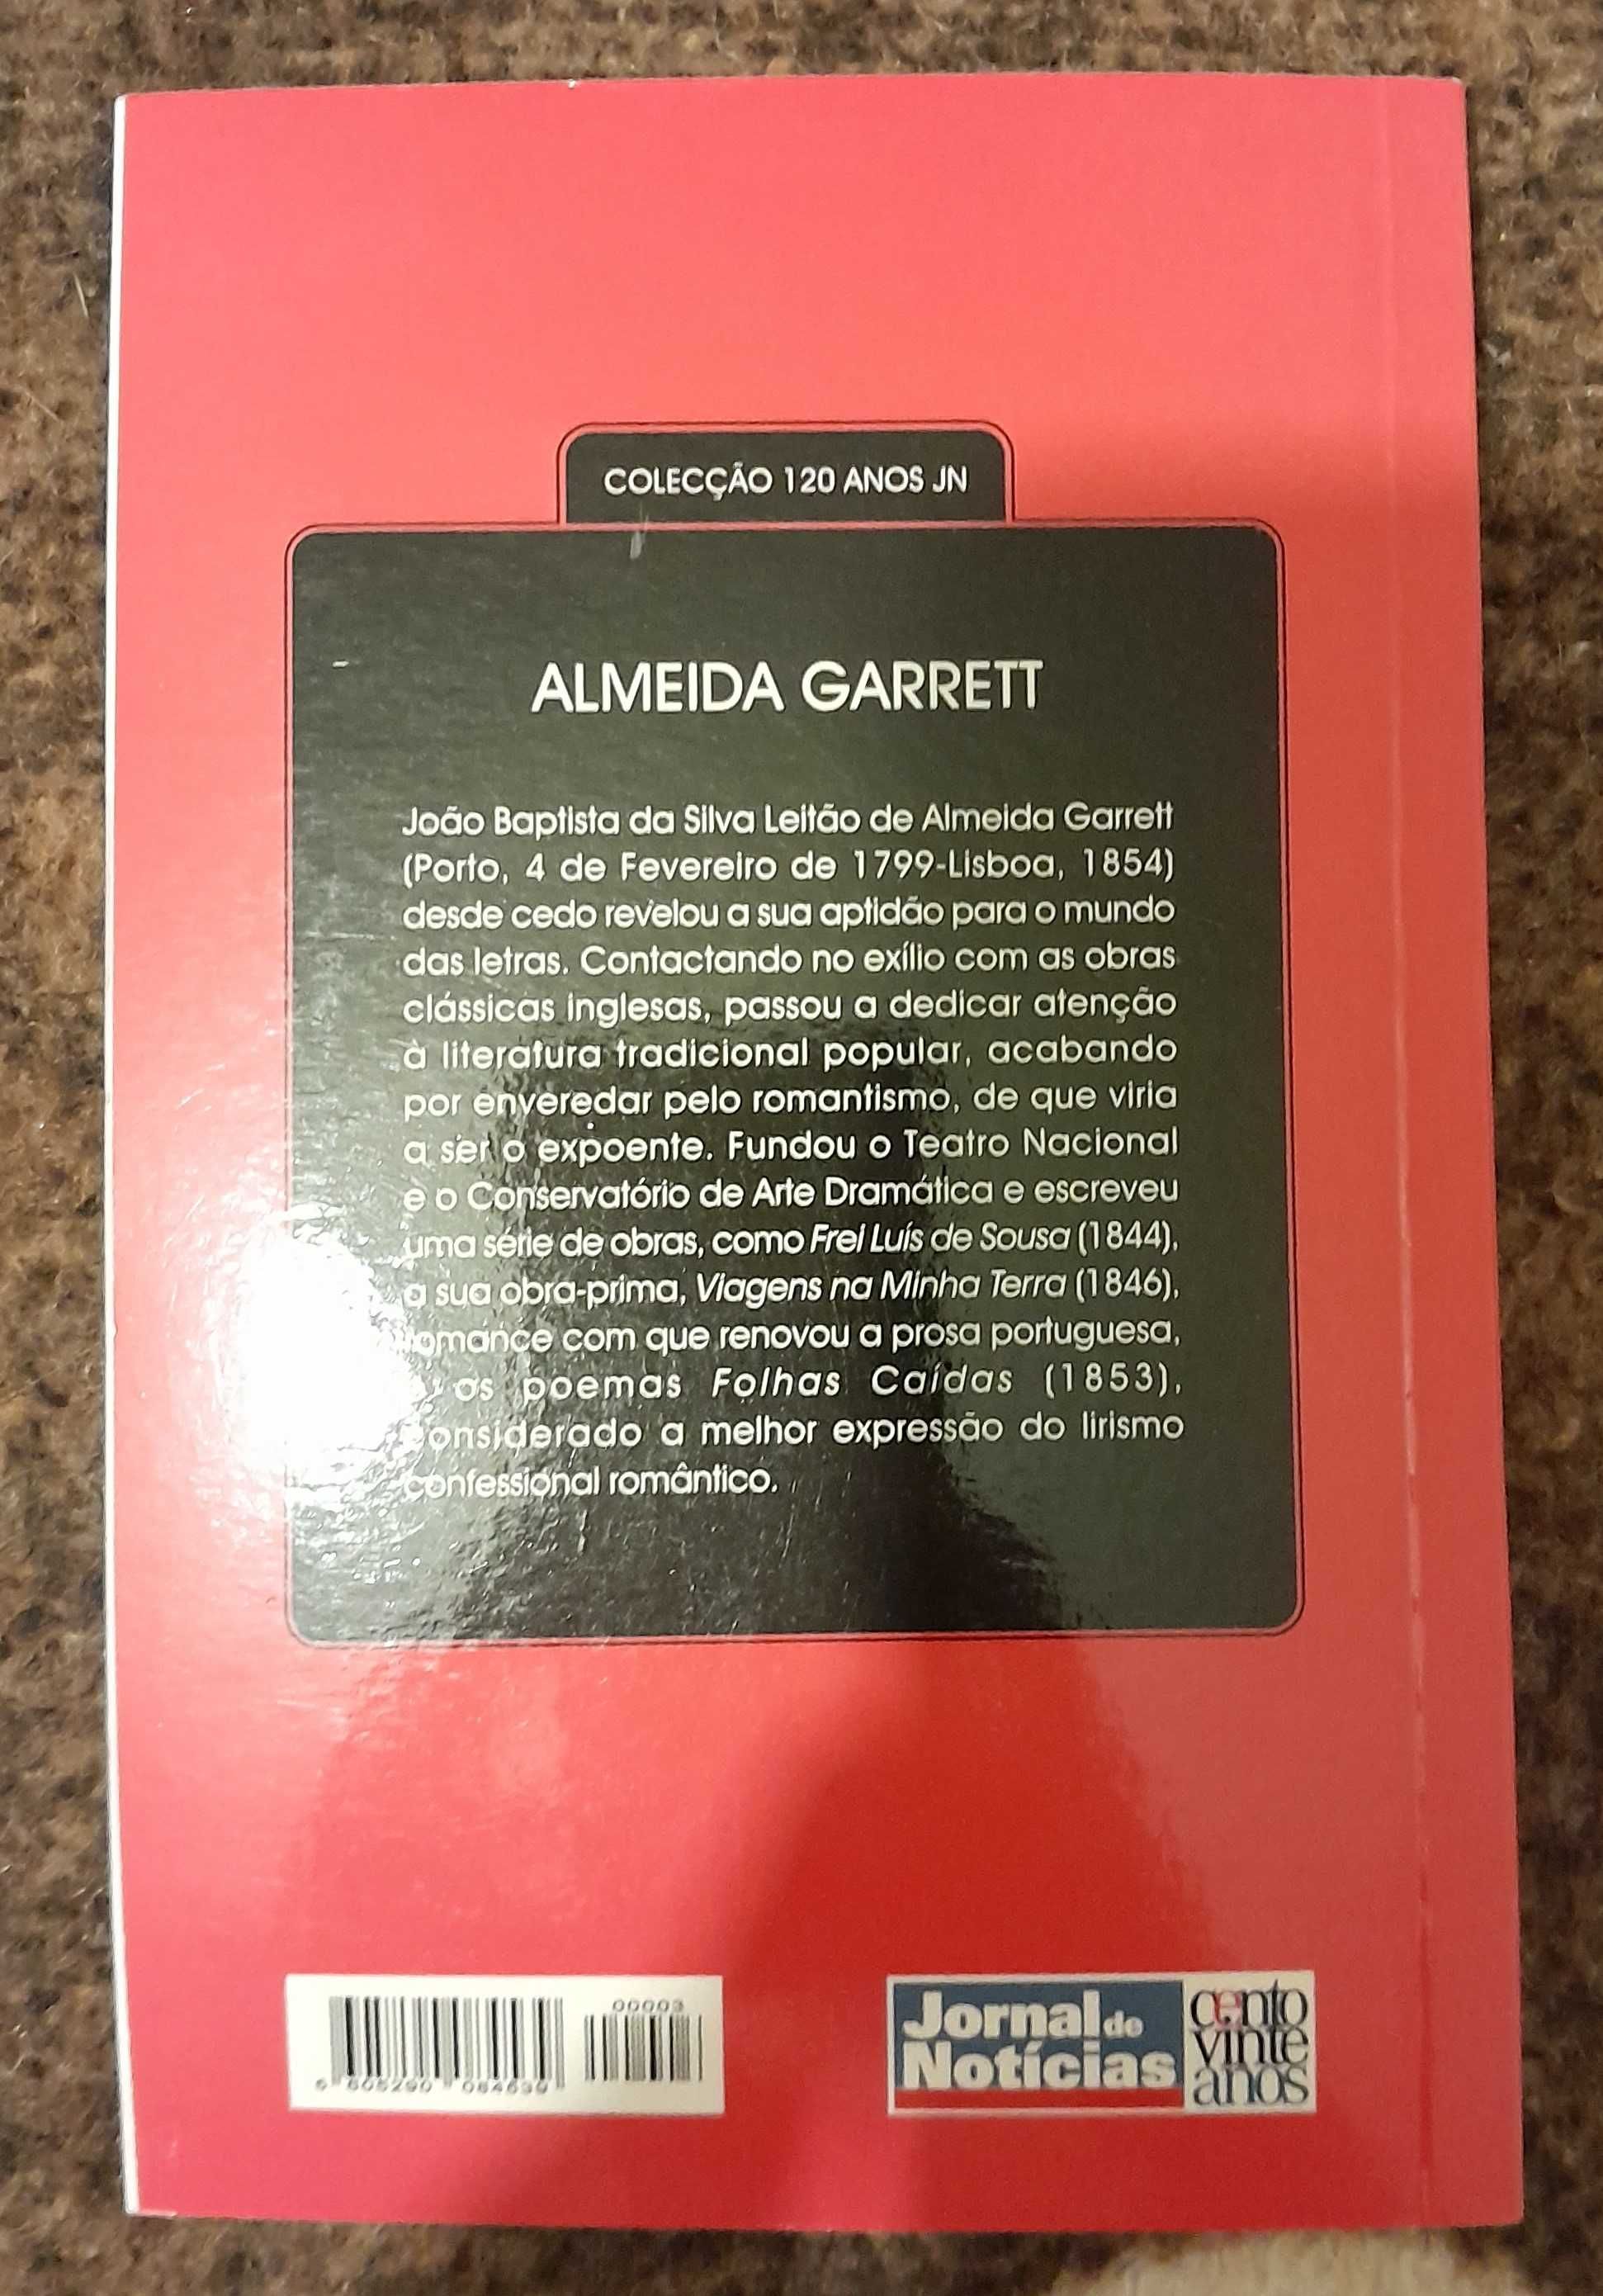 COLECÇÃO 120 ANOS JN
ALMEIDA GARRETT
João Baptista da Silva Leitão de Almeida Garrett
(Porto, 4 de Fevereiro de 1799-Lisboa, 1854)
desde cedo revelou a sua aptidão para o mundo
das letras. Contactando no exílio com as obras
clássicas inglesas, passou a dedicar atenção
à literatura tradicional popular, acabando
por enveredar pelo romantismo, de que viria
a ser o expoente. Fundou o Teatro Nacional
e o Conservatório de Arte Dramática e escreveu
uma série de obras, como Frei Luís de Sousa (1844),
a sua obra-prima, Viagens na Minha Terra (1846),
romance com que renovou a prosa portuguesa,
os poemas Folhas Caídas (1853),
considerado a melhor expressão do lirismo
confessional romântico.
00003
Jornal de
Notícias
cento
vinte
anos